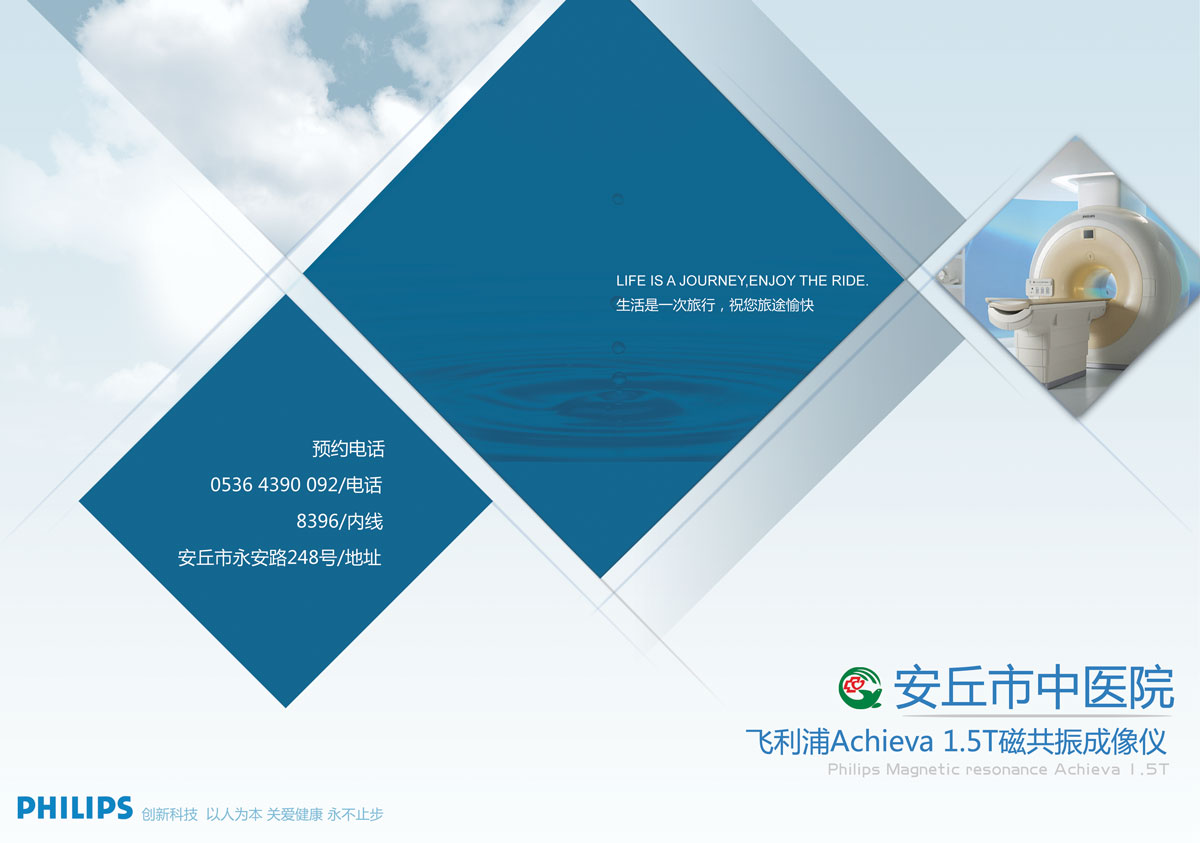 LIFE IS A JOURNEY,ENJOY THE RIDE.
生活是一次旅行，祝您旅途愉快
预约电话
0536 4390 092/电话
8396/内线
安丘市永安路248号/地址
安丘市中医院
飞利浦Achieva 1.5T磁共振成像仪
Philips Magnetic resonance Achieva 1.5T
PHILIPS 创新科技 以人为本 关爱健康 永不止步